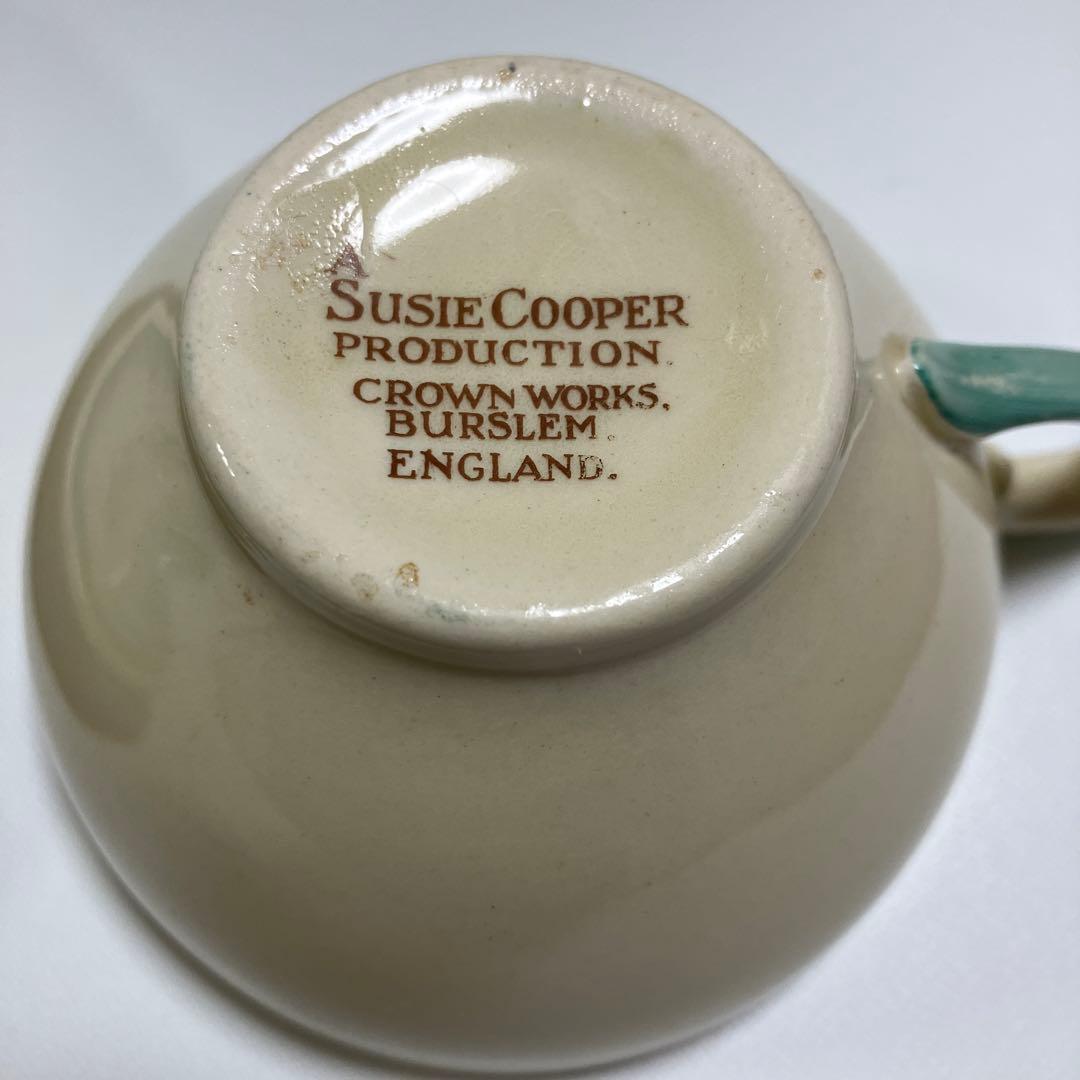 A
SUSIE COOPER
PRODUCTION.
CROWN WORKS,
BURSLEM.
ENGLAND.